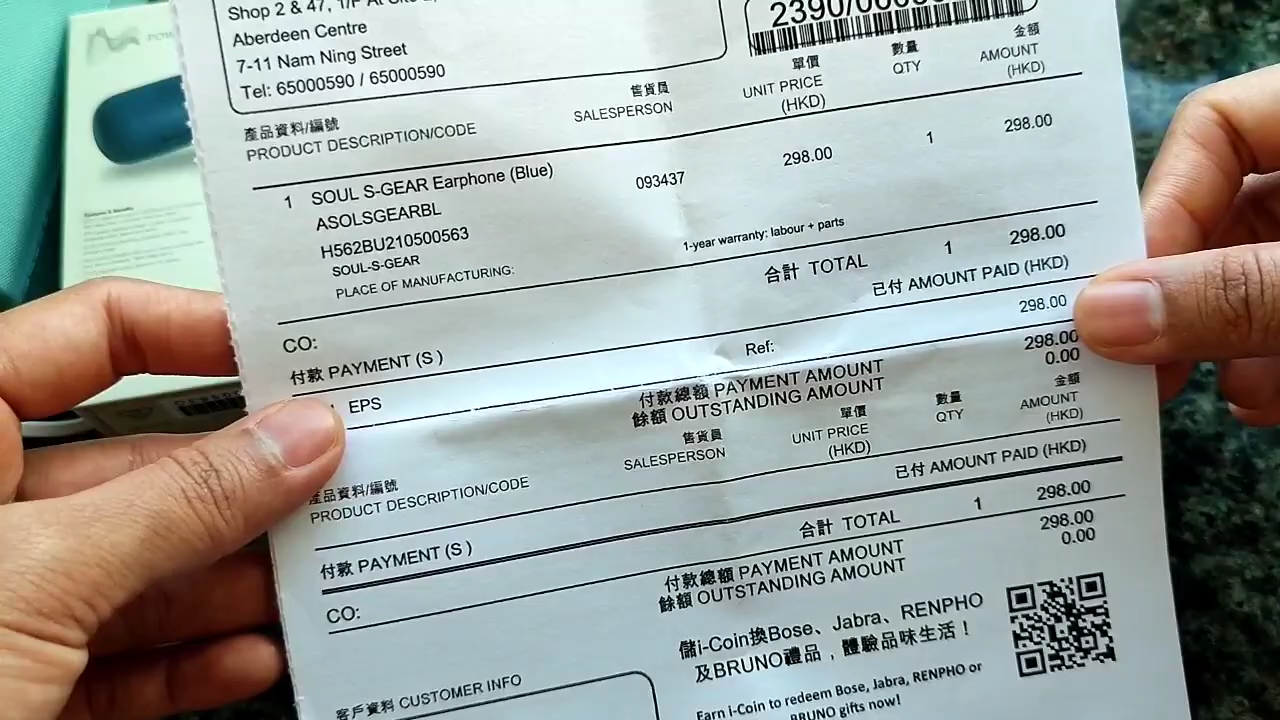 Shop 2 & 47, 1/F
Aberdeen Centre
7-11 Nam Ning Street
Tel: 65000590 / 65000590
產品資料/編號 售貨員 單價 數量 金額
PRODUCT DESCRIPTION/CODE SALESPERSON UNIT PRICE QTY AMOUNT
(HKD) (HKD)
1 SOUL S-GEAR Earphone (Blue) 093437 298.00 1 298.00
ASOLSGEARBL
H562BU210500563
SOUL-S-GEAR 1-year warranty: labour + parts
PLACE OF MANUFACTURING:
合計 TOTAL 1 298.00
CO: 已付 AMOUNT PAID (HKD)
付款 PAYMENT (S )
EPS Ref: 298.00
付款總額 PAYMENT AMOUNT 298.00
餘額 OUTSTANDING AMOUNT 0.00
產品資料/編號 售貨員 單價 數量 金額
PRODUCT DESCRIPTION/CODE SALESPERSON UNIT PRICE QTY AMOUNT
(HKD) (HKD)
付款 PAYMENT (S ) 已付 AMOUNT PAID (HKD)
合計 TOTAL 1 298.00
CO: 付款總額 PAYMENT AMOUNT 298.00
餘額 OUTSTANDING AMOUNT 0.00
儲i-Coin換Bose、Jabra、RENPHO
及BRUNO禮品，體驗品味生活！
客戶資料 CUSTOMER INFO
Earn i-Coin to redeem Bose, Jabra, RENPHO or
BRUNO gifts now!